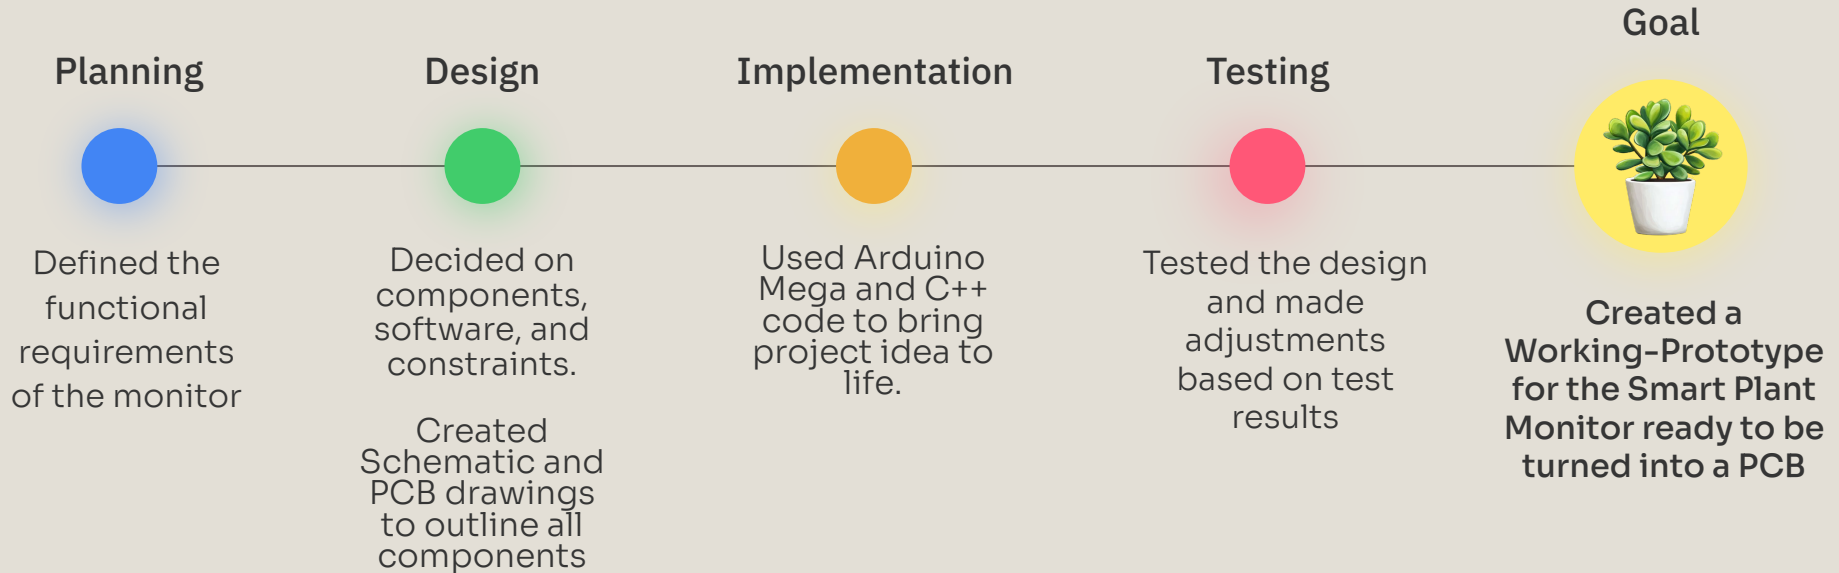 Planning
Defined the
functional
requirements
of the monitor
Design
Decided on
components,
software, and
constraints.
Created
Schematic and
PCB drawings
to outline all
components
Implementation
Used Arduino
Mega and C++
code to bring
project idea to
life.
Testing
Tested the design
and made
adjustments
based on test
results
Goal
Created a
Working-Prototype
for the Smart Plant
Monitor ready to be
turned into a PCB